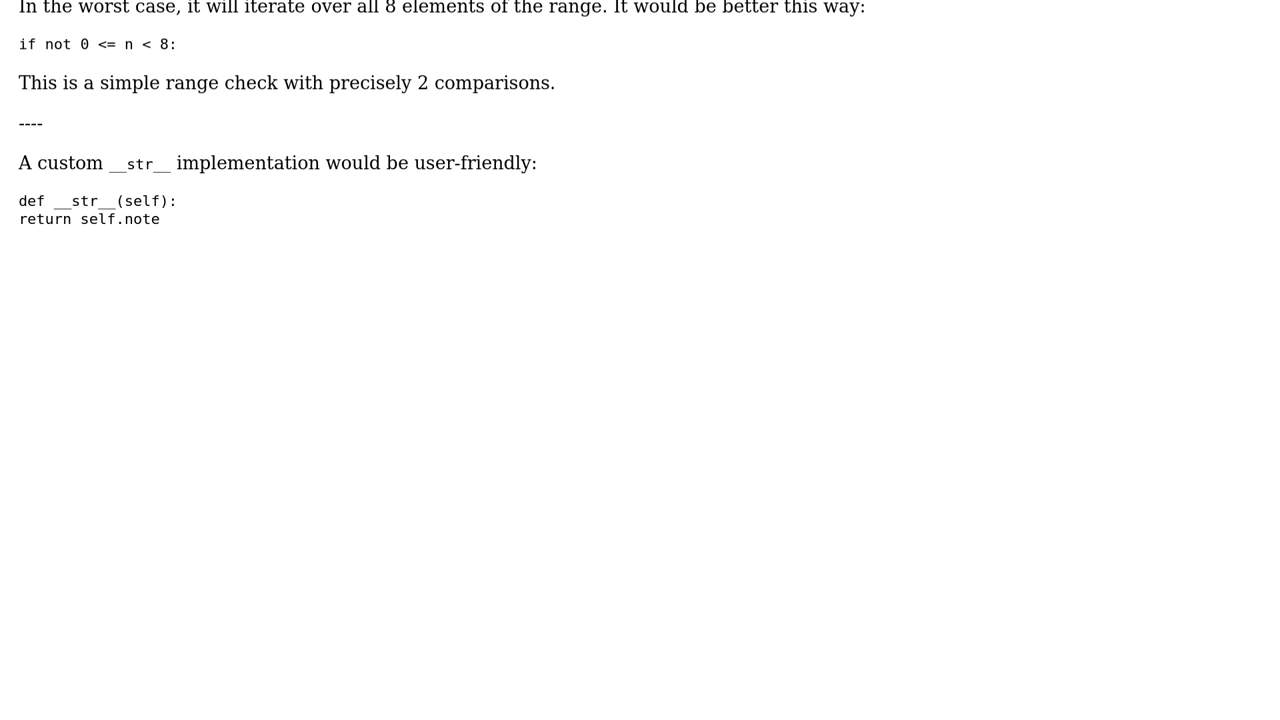 In the worst case, it will iterate over all 8 elements of the range. It would be better this way:
if not 0 <= n < 8:
This is a simple range check with precisely 2 comparisons.
----
A custom __str__ implementation would be user-friendly:
def __str__(self):
return self.note